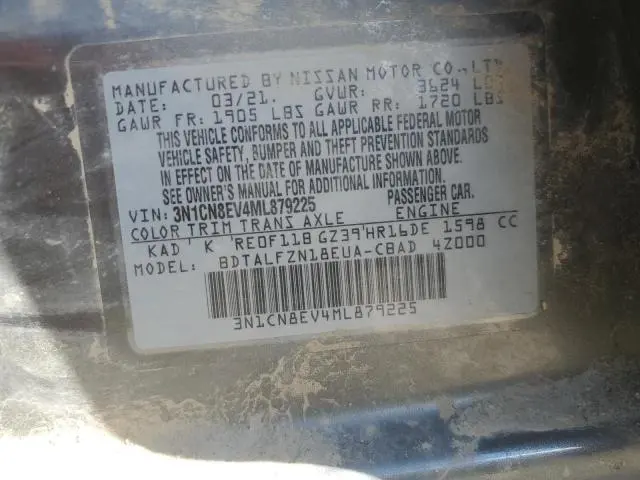 MANUFACTURED BY NISSAN MOTOR CO., LTD
DATE: 03/21. GVWR: 3624 LBS
GAWR FR: 1905 LBS GAWR RR: 1720 LBS
THIS VEHICLE CONFORMS TO ALL APPLICABLE FEDERAL MOTOR
VEHICLE SAFETY, BUMPER AND THEFT PREVENTION STANDARDS
IN EFFECT ON THE DATE OF MANUFACTURE SHOWN ABOVE.
SEE OWNER'S MANUAL FOR ADDITIONAL INFORMATION.
VIN: 3N1CN8EV4ML879225 PASSENGER CAR.
COLOR TRIM TRANS AXLE ENGINE
KAD K RE0F11B GZ39 HR16DE 1598 CC
MODEL: BDTALFZN18EUA-CBAD 4Z000
3N1CN8EV4ML879225